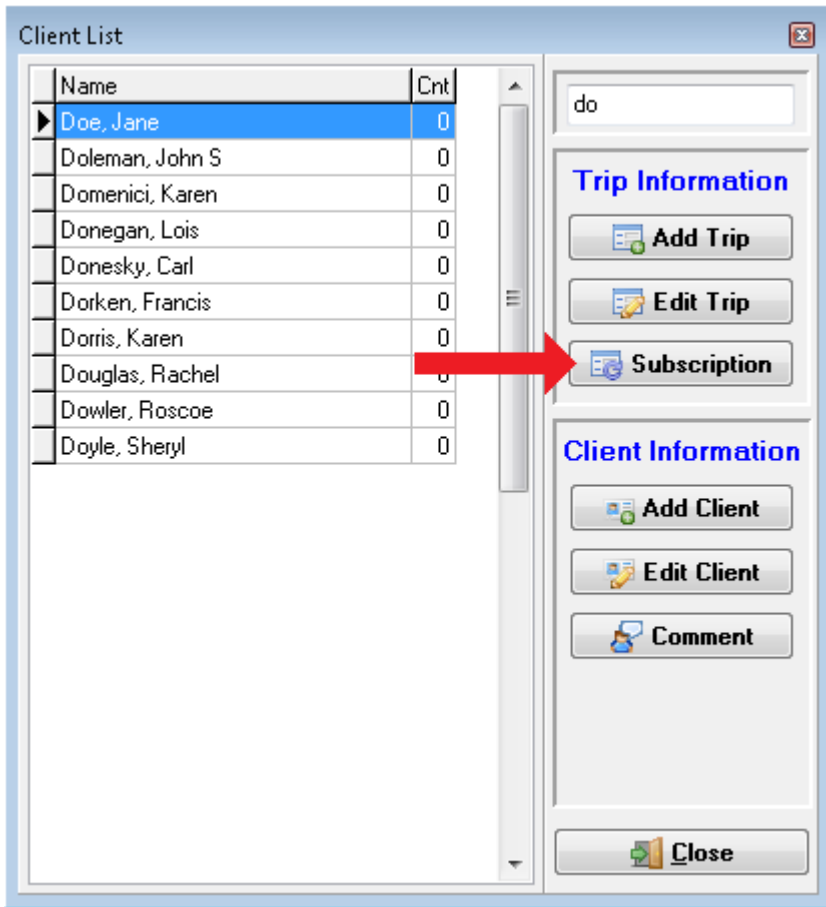 Client List
Name Cnt
Doe, Jane 0
Doleman, John S 0
Domenici, Karen 0
Donegan, Lois 0
Donesky, Carl 0
Dorken, Francis 0
Dorris, Karen 0
Douglas, Rachel
Dowler, Roscoe 0
Doyle, Sheryl 0
do
Trip Information
Add Trip
Edit Trip
Subscription
Client Information
Add Client
Edit Client
Comment
Close